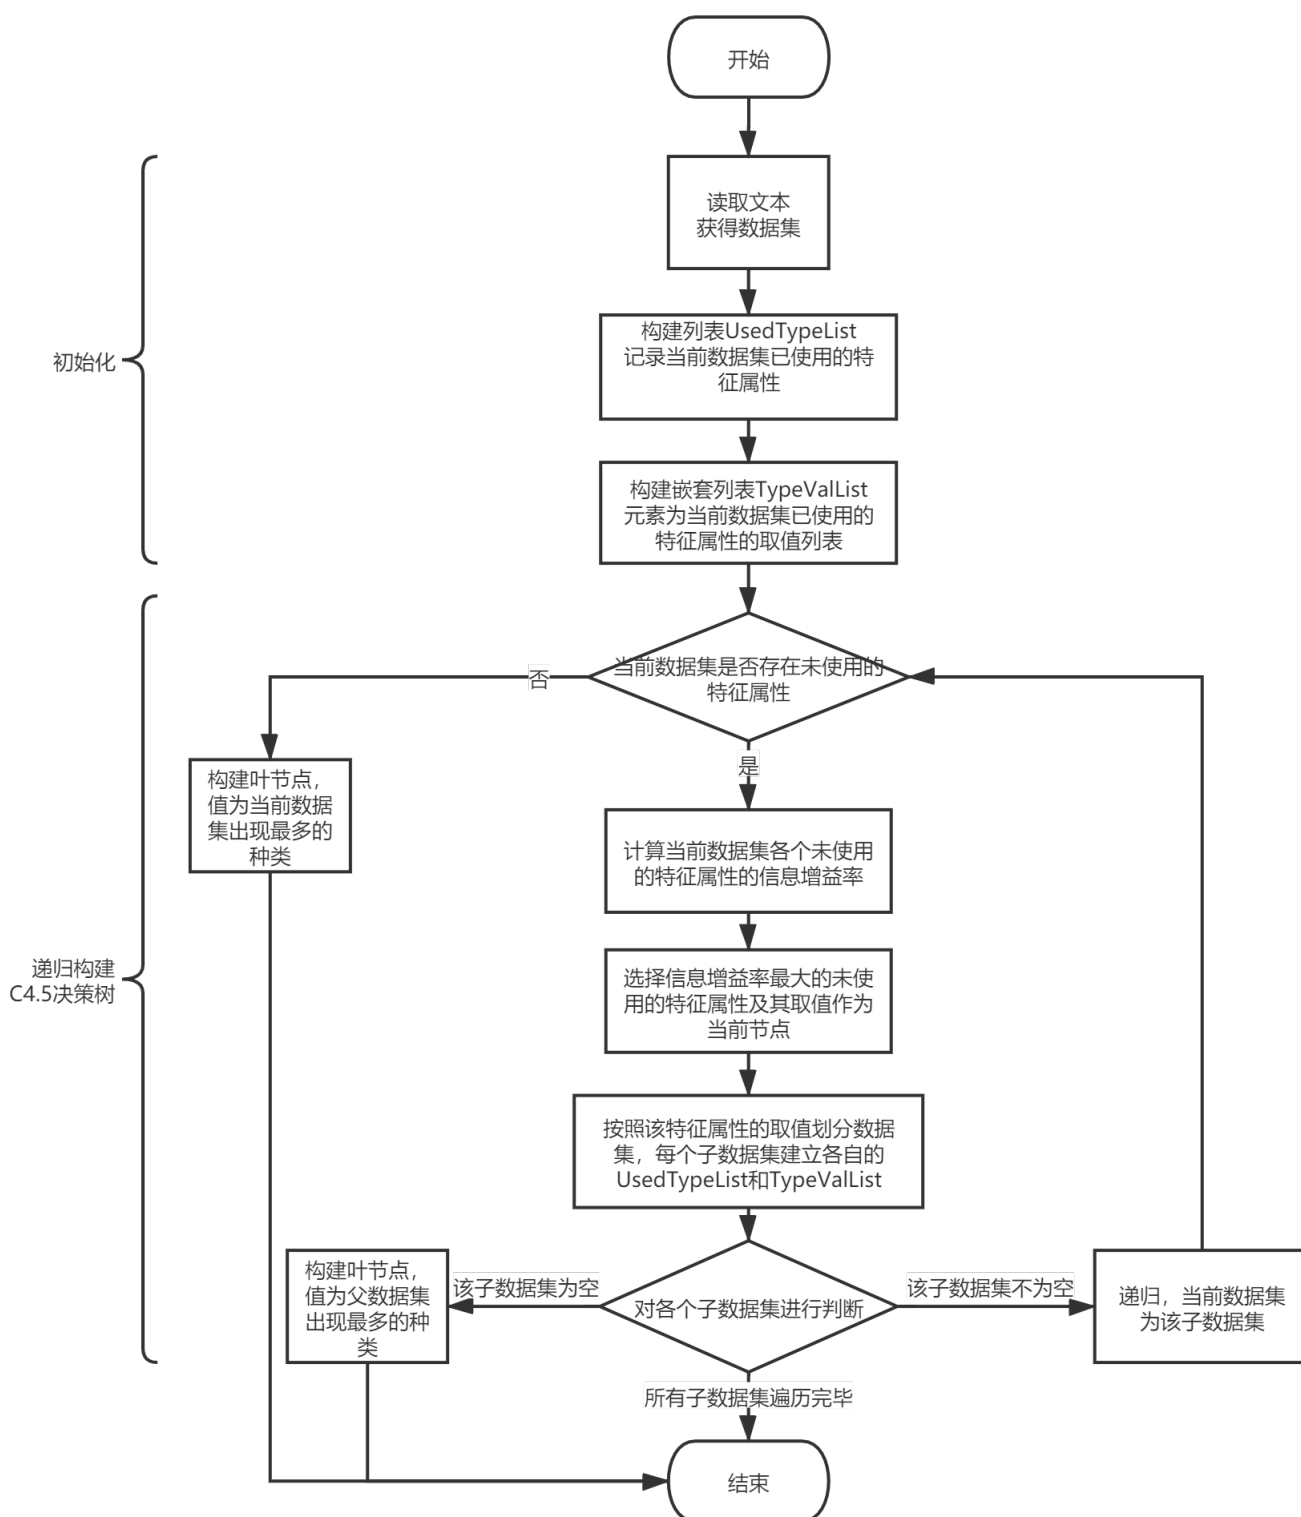 开始
读取文本
获得数据集
构建列表UsedTypeList
记录当前数据集已使用的特
征属性
初始化
构建嵌套列表TypeValList
元素为当前数据集已使用的
特征属性的取值列表
当前数据集是否存在未使用的
特征属性
否
是
构建叶节点，
值为当前数据
集出现最多的
种类
计算当前数据集各个未使用
的特征属性的信息增益率
递归构建
C4.5决策树
选择信息增益率最大的未使
用的特征属性及其取值作为
当前节点
按照该特征属性的取值划分数据
集，每个子数据集建立各自的
UsedTypeList和TypeValList
构建叶节点，
值为父数据集
出现最多的种
类
该子数据集为空
对各个子数据集进行判断
该子数据集不为空
递归，当前数据集
为该子数据集
所有子数据集遍历完毕
结束